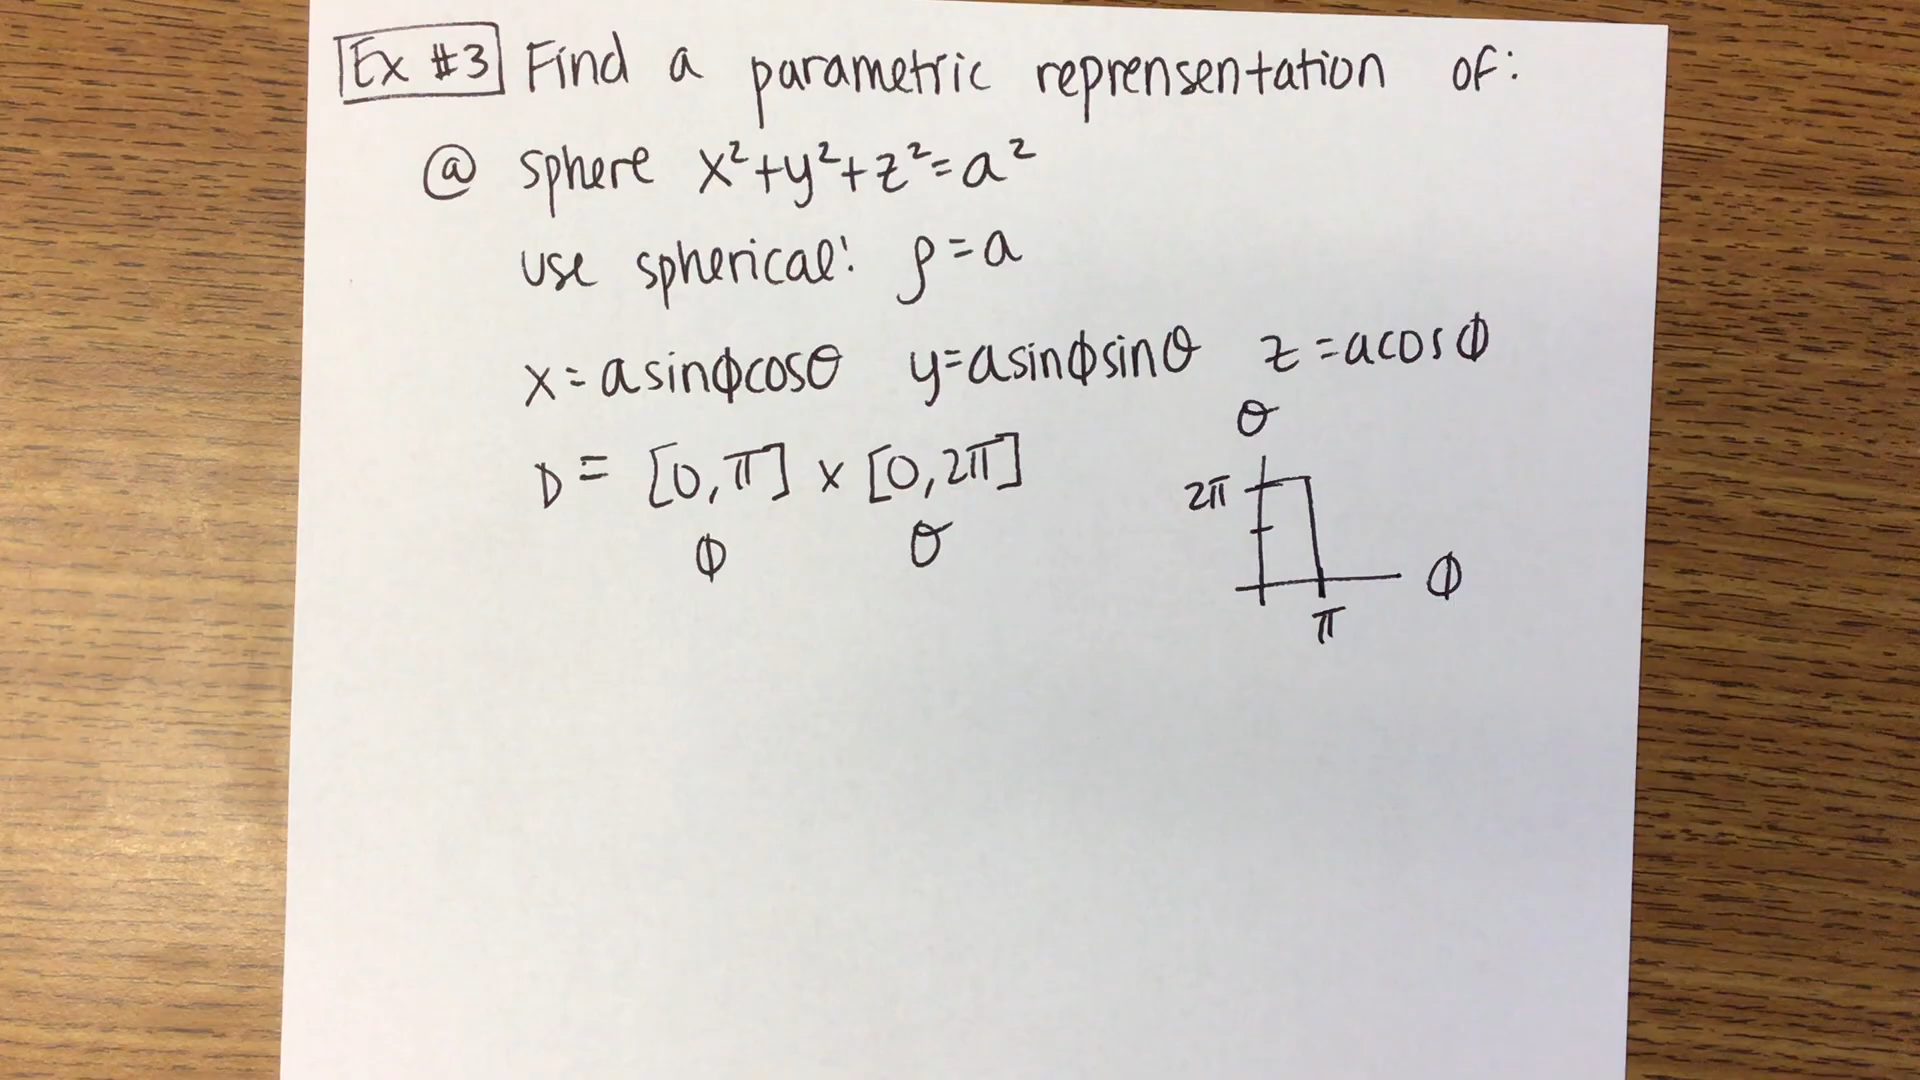 Ex #3 Find a parametric reprensentation of:
ⓐ sphere x²+y²+z²=a²
use spherical: ρ=a
x=asinϕcosθ y=asinϕsinθ z=acosϕ
D = [0,π] x [0,2π]
ϕ θ
θ
2π
ϕ
π